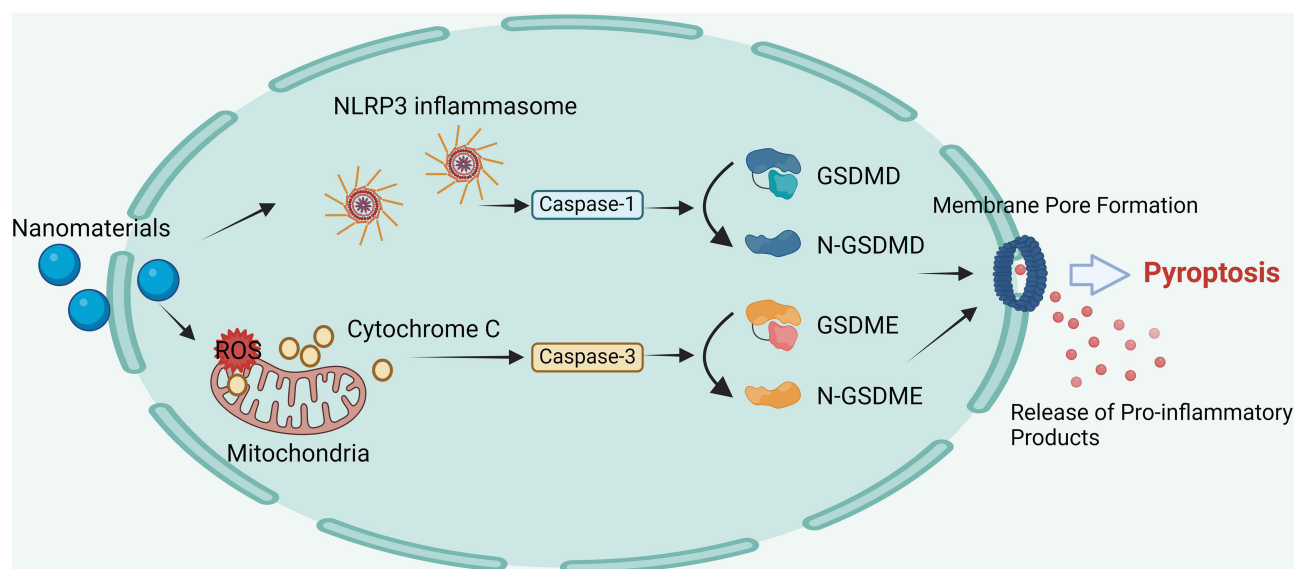 NLRP3 inflammasome
Nanomaterials
Caspase-1
GSDMD
N-GSDMD
Membrane Pore Formation
Pyroptosis
ROS
Cytochrome C
Mitochondria
Caspase-3
GSDME
N-GSDME
Release of Pro-inflammatory
Products